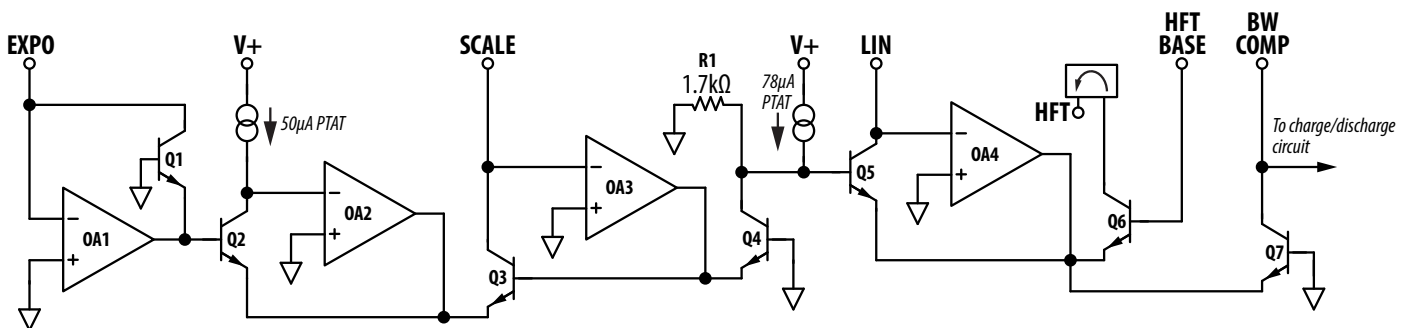 EXPO
V+
SCALE
R1
1.7kΩ
V+
78µA
PTAT
LIN
HFT
BASE
BW
COMP
50µA PTAT
HFT
To charge/discharge
circuit
Q1
OA1
Q2
OA2
Q3
OA3
Q4
Q5
OA4
Q6
Q7
−
+
−
+
−
+
−
+